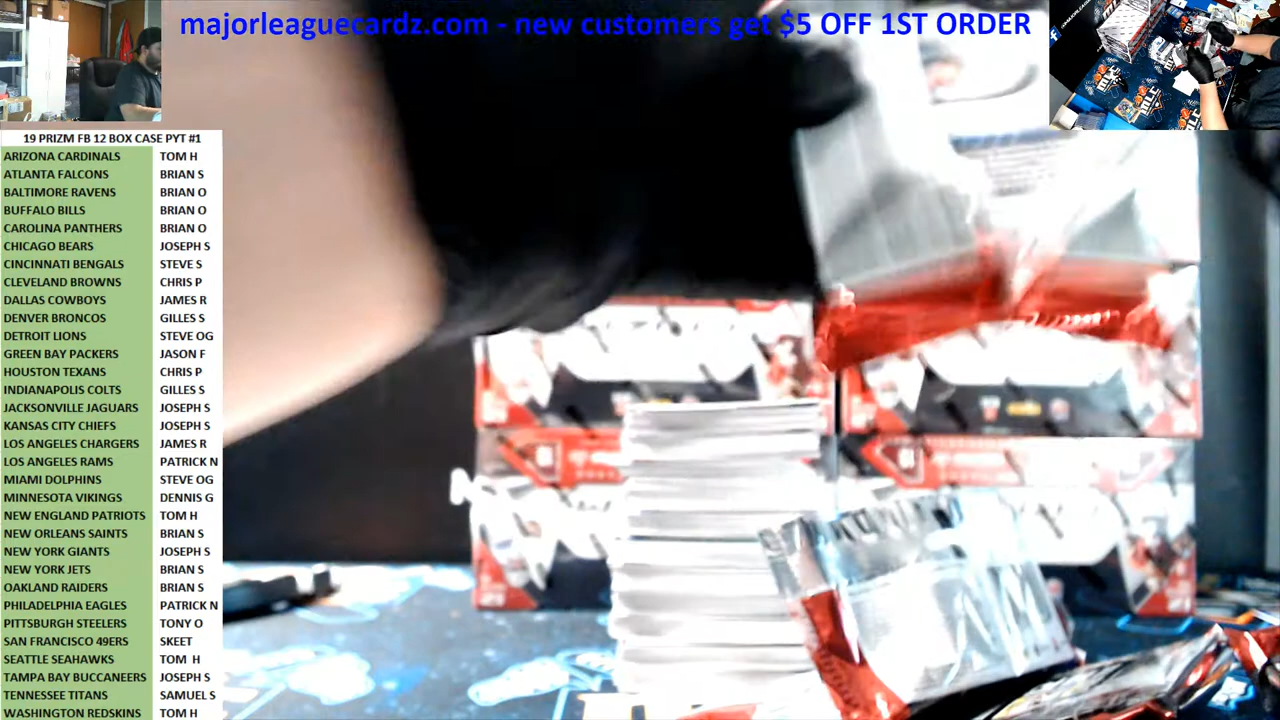 majorleaguecardz.com - new customers get $5 OFF 1ST ORDER
19 PRIZM FB 12 BOX CASE PYT #1
ARIZONA CARDINALS TOM H
ATLANTA FALCONS BRIAN S
BALTIMORE RAVENS BRIAN O
BUFFALO BILLS BRIAN O
CAROLINA PANTHERS BRIAN O
CHICAGO BEARS JOSEPH S
CINCINNATI BENGALS STEVE S
CLEVELAND BROWNS CHRIS P
DALLAS COWBOYS JAMES R
DENVER BRONCOS GILLES S
DETROIT LIONS STEVE OG
GREEN BAY PACKERS JASON F
HOUSTON TEXANS CHRIS P
INDIANAPOLIS COLTS GILLES S
JACKSONVILLE JAGUARS JOSEPH S
KANSAS CITY CHIEFS JOSEPH S
LOS ANGELES CHARGERS JAMES R
LOS ANGELES RAMS PATRICK N
MIAMI DOLPHINS STEVE OG
MINNESOTA VIKINGS DENNIS G
NEW ENGLAND PATRIOTS TOM H
NEW ORLEANS SAINTS BRIAN S
NEW YORK GIANTS JOSEPH S
NEW YORK JETS BRIAN S
OAKLAND RAIDERS BRIAN S
PHILADELPHIA EAGLES PATRICK N
PITTSBURGH STEELERS TONY O
SAN FRANCISCO 49ERS SKEET
SEATTLE SEAHAWKS TOM H
TAMPA BAY BUCCANEERS JOSEPH S
TENNESSEE TITANS SAMUEL S
WASHINGTON REDSKINS TOM H